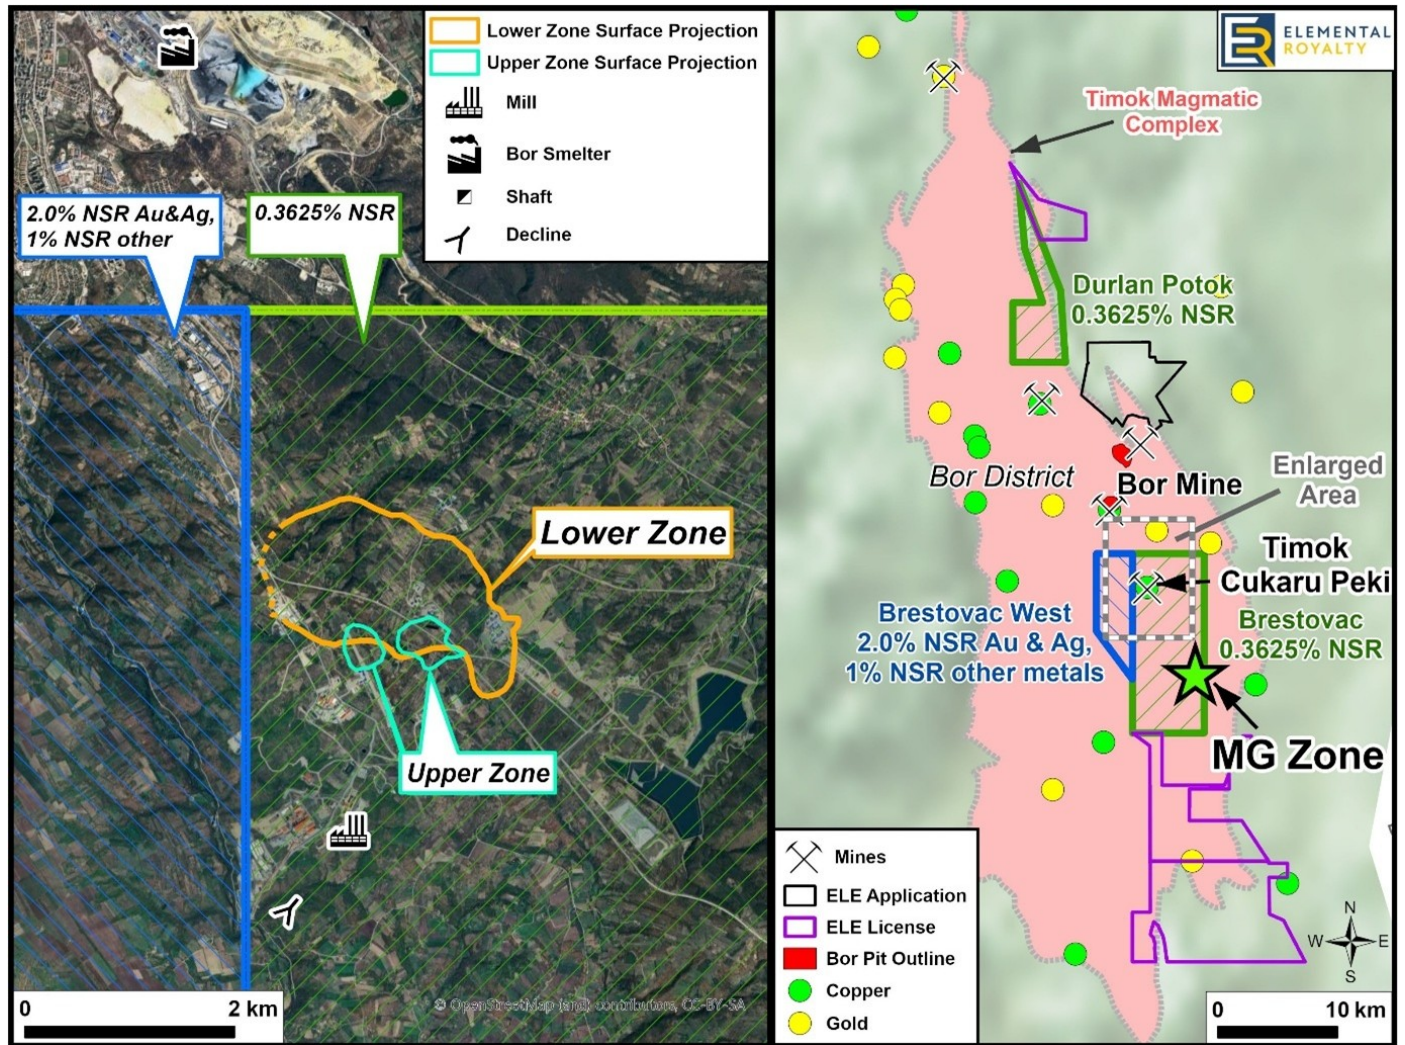 Lower Zone Surface Projection
Upper Zone Surface Projection
Mill
Bor Smelter
Shaft
Decline
2.0% NSR Au&Ag,
1% NSR other
0.3625% NSR
Lower Zone
Upper Zone
0 2 km
© OpenStreetMap (and) contributors, CC-BY-SA
ELEMENTAL
ROYALTY
Timok Magmatic
Complex
Durlan Potok
0.3625% NSR
Bor District
Bor Mine
Enlarged
Area
Timok
Cukaru Peki
Brestovac West
2.0% NSR Au & Ag,
1% NSR other metals
Brestovac
0.3625% NSR
MG Zone
Mines
ELE Application
ELE License
Bor Pit Outline
Copper
Gold
N
W E
S
0 10 km